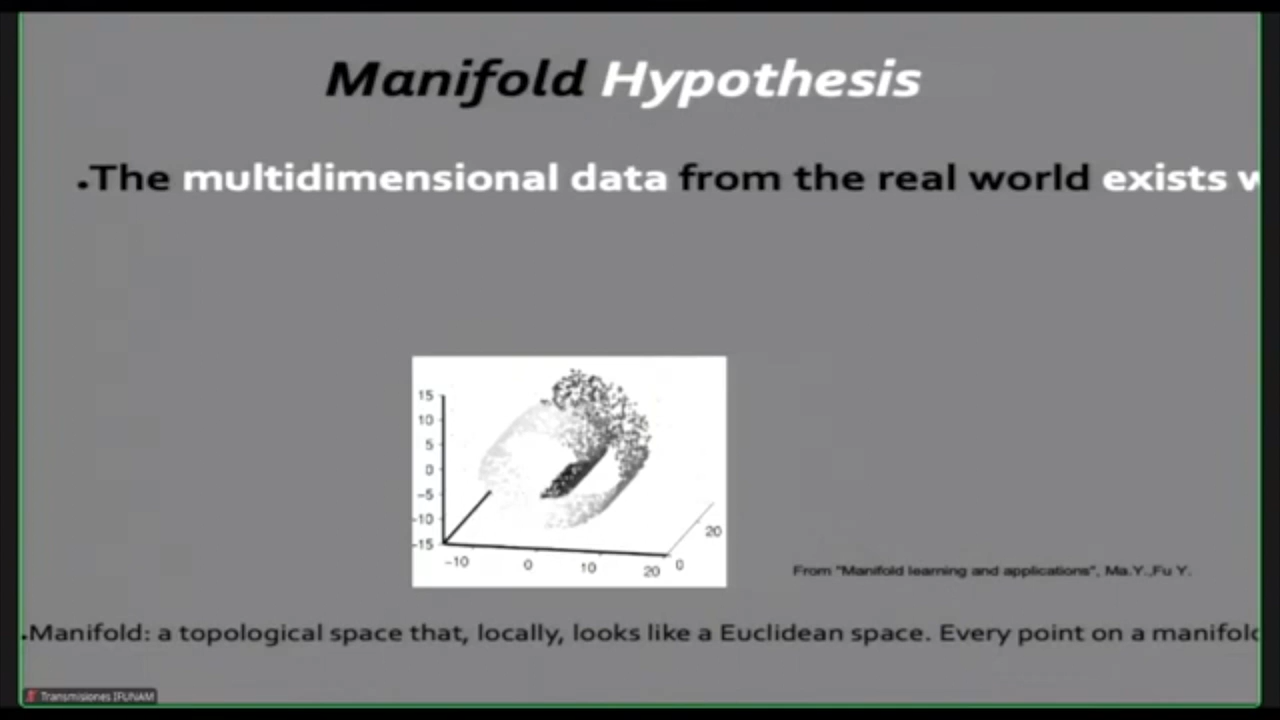 Manifold Hypothesis
•The multidimensional data from the real world exists w
15
10
5
0
−5
−10
−15
−10
0
10
20
0
20
From "Manifold learning and applications", Ma.Y.,Fu Y.
•Manifold: a topological space that, locally, looks like a Euclidean space. Every point on a manifold
Transmisiones IFUNAM